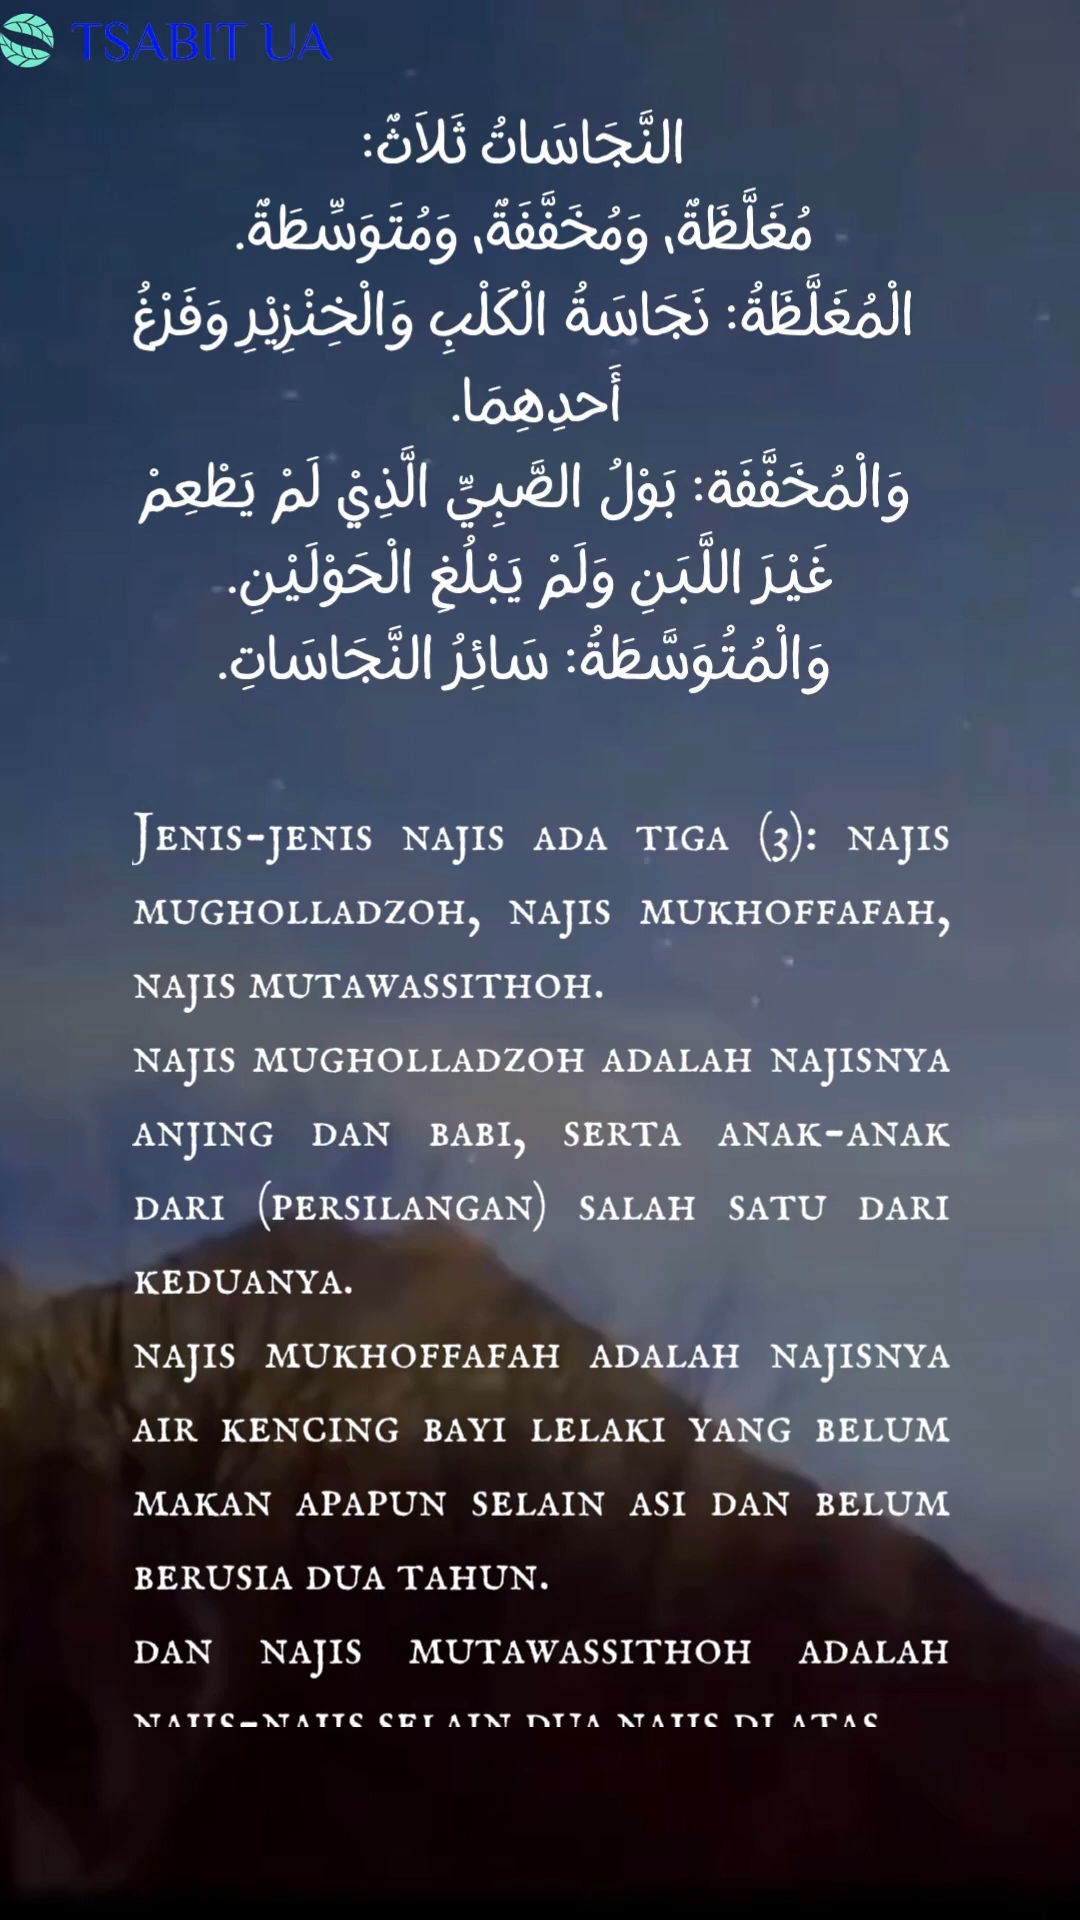 TSABIT UA
النَّجَاسَاتُ ثَلاَثٌ:
مُغَلَّظَةٌ، وَمُخَفَّفَةٌ، وَمُتَوَسِّطَةٌ.
الْمُغَلَّظَةُ: نَجَاسَةُ الْكَلْبِ وَالْخِنْزِيْرِ وَفَرْعُ
أَحدِهِمَا.
وَالْمُخَفَّفَة: بَوْلُ الصَّبِيِّ الَّذِيْ لَمْ يَطْعِمْ
غَيْرَ اللَّبَنِ وَلَمْ يَبْلُغِ الْحَوْلَيْنِ.
وَالْمُتُوَسَّطَةُ: سَائِرُ النَّجَاسَاتِ.
Jenis-jenis najis ada tiga (3): najis
mugholladzoh, najis mukhoffafah,
najis mutawassithoh.
najis mugholladzoh adalah najisnya
anjing dan babi, serta anak-anak
dari (persilangan) salah satu dari
keduanya.
najis mukhoffafah adalah najisnya
air kencing bayi lelaki yang belum
makan apapun selain asi dan belum
berusia dua tahun.
dan najis mutawassithoh adalah
najis-najis selain dua najis di atas